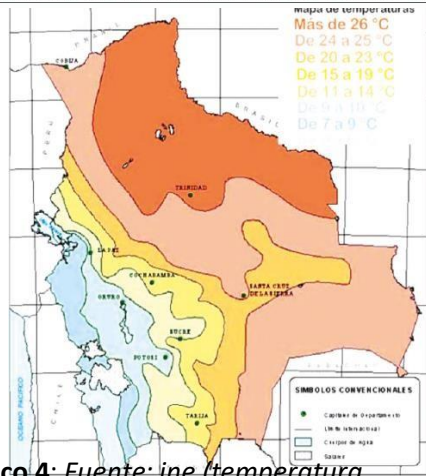 Mapa de temperaturas
Más de 26 °C
De 24 a 25 °C
De 20 a 23 °C
De 15 a 19 °C
De 11 a 14 °C
De 9 a 10 °C
De 7 a 9 °C
BRASIL
COBIJA
PERU
BRASIL
TRINIDAD
LA PAZ
COCHABAMBA
SANTA CRUZ
DE LA SIERRA
ORURO
SUCRE
POTOSI
TARIJA
CHILE
OCEANO PACIFICO
SIMBOLOS CONVENCIONALES
Capitales de Departamento
Límite internacional
Cuerpos de agua
Salares
co 4: Fuente: ine (temperatura